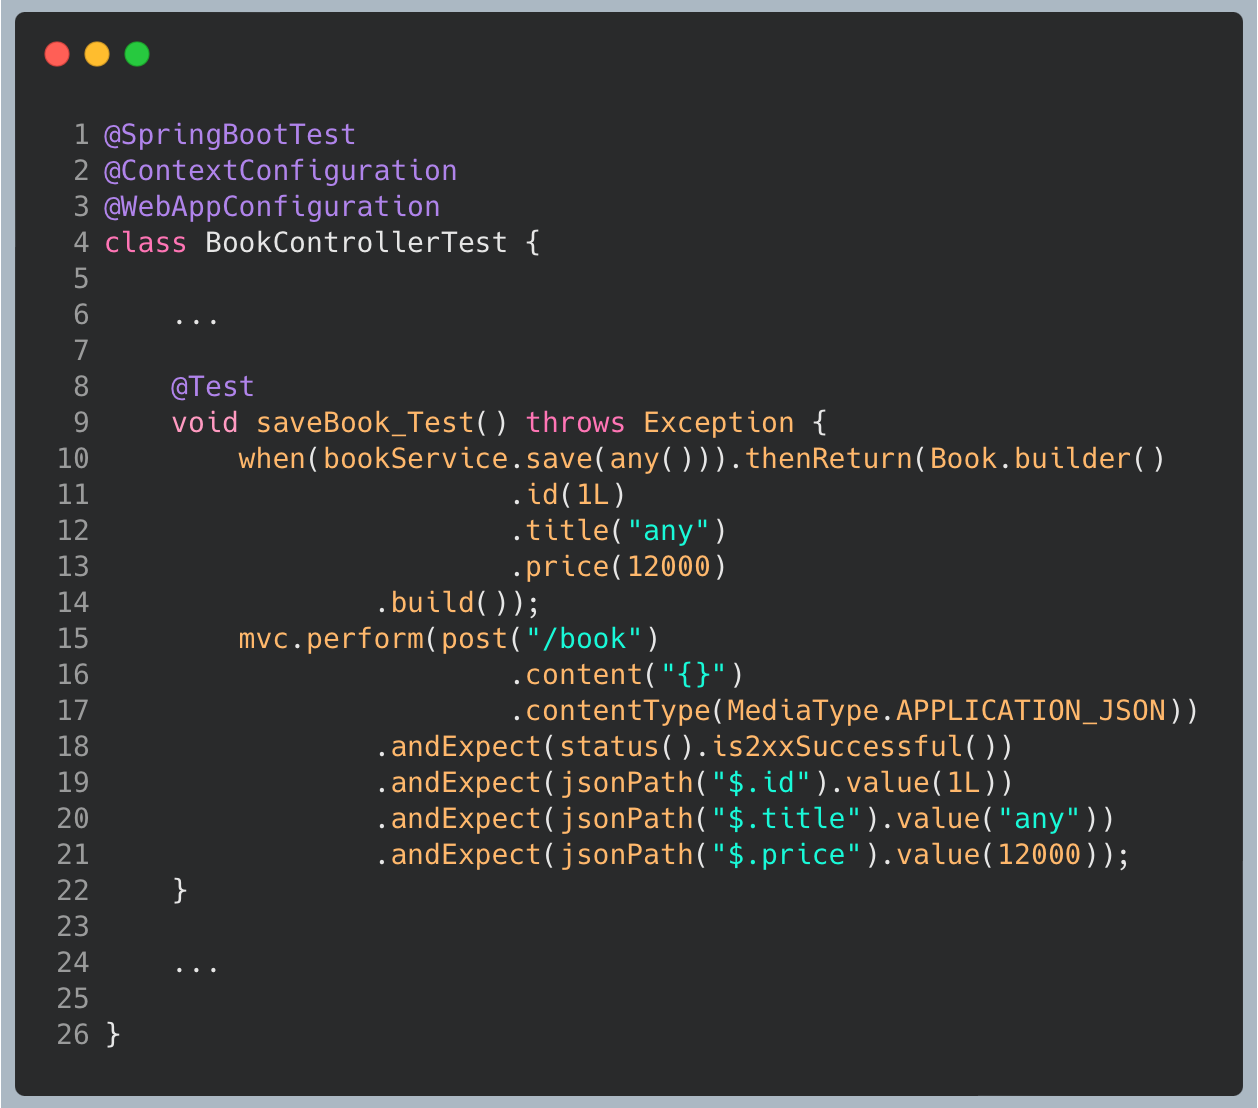 1 @SpringBootTest
2 @ContextConfiguration
3 @WebAppConfiguration
4 class BookControllerTest {
5
6     ...
7
8     @Test
9     void saveBook_Test() throws Exception {
10         when(bookService.save(any())).thenReturn(Book.builder()
11                         .id(1L)
12                         .title("any")
13                         .price(12000)
14                 .build());
15         mvc.perform(post("/book")
16                         .content("{}")
17                         .contentType(MediaType.APPLICATION_JSON))
18                 .andExpect(status().is2xxSuccessful())
19                 .andExpect(jsonPath("$.id").value(1L))
20                 .andExpect(jsonPath("$.title").value("any"))
21                 .andExpect(jsonPath("$.price").value(12000));
22     }
23
24     ...
25
26 }